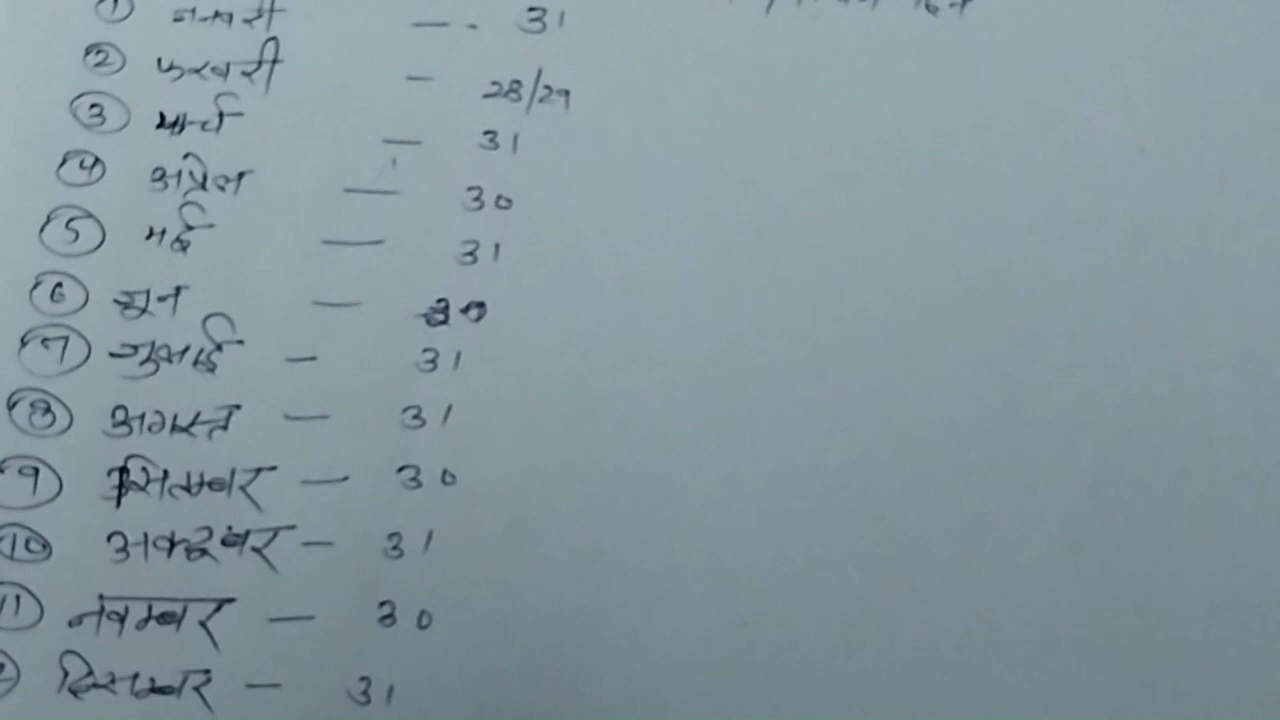 ① जनवरी — - 31
② फरवरी — 28/29
③ मार्च — 31
④ अप्रेल — 30
⑤ मई — 31
⑥ जून — 30
⑦ जुलाई — 31
⑧ अगस्त — 31
⑨ सितम्बर — 30
⑩ अक्टूबर — 31
⑪ नवम्बर — 30
दिसम्बर — 31